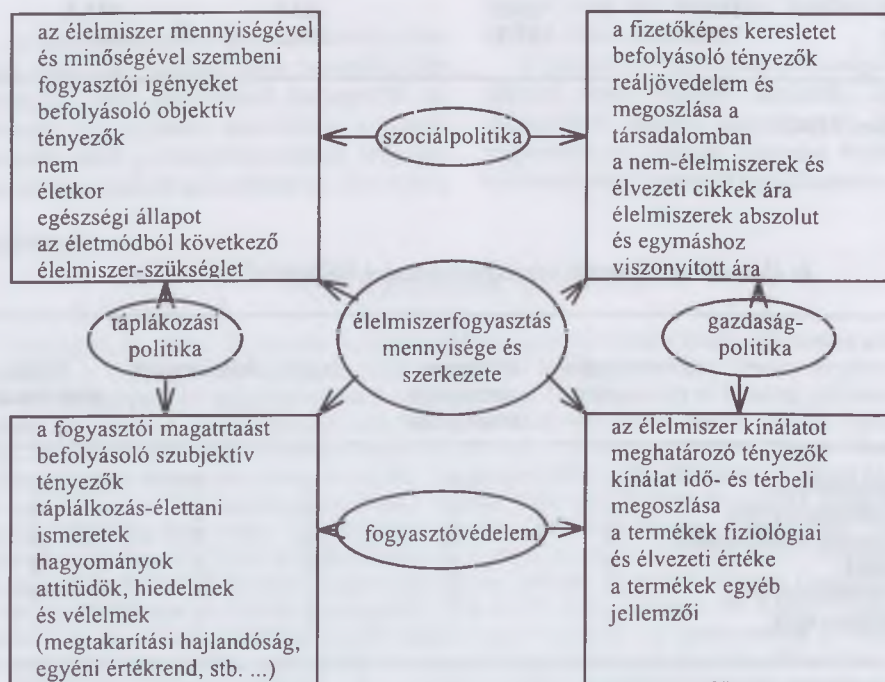 az élelmiszer mennyiségével
és minőségével szembeni
fogyasztói igényeket
befolyásoló objektív
tényezők
nem
életkor
egészségi állapot
az életmódból következő
élelmiszer-szükséglet
szociálpolitika
a fizetőképes keresletet
befolyásoló tényezők
reáljövedelem és
megoszlása a
társadalomban
a nem-élelmiszerek és
élvezeti cikkek ára
élelmiszerek abszolut
és egymáshoz
viszonyított ára
táplákozási
politika
élelmiszerfogyasztás
mennyisége és
szerkezete
gazdaság-
politika
a fogyasztói magatrtaást
befolyásoló szubjektív
tényezők
táplálkozás-élettani
ismeretek
hagyományok
attitüdök, hiedelmek
és vélelmek
(megtakarítási hajlandóság,
egyéni értékrend, stb. ...)
fogyasztóvédelem
az élelmiszer kínálatot
meghatározó tényezők
kínálat idő- és térbeli
megoszlása
a termékek fiziológiai
és élvezeti értéke
a termékek egyéb
jellemzői